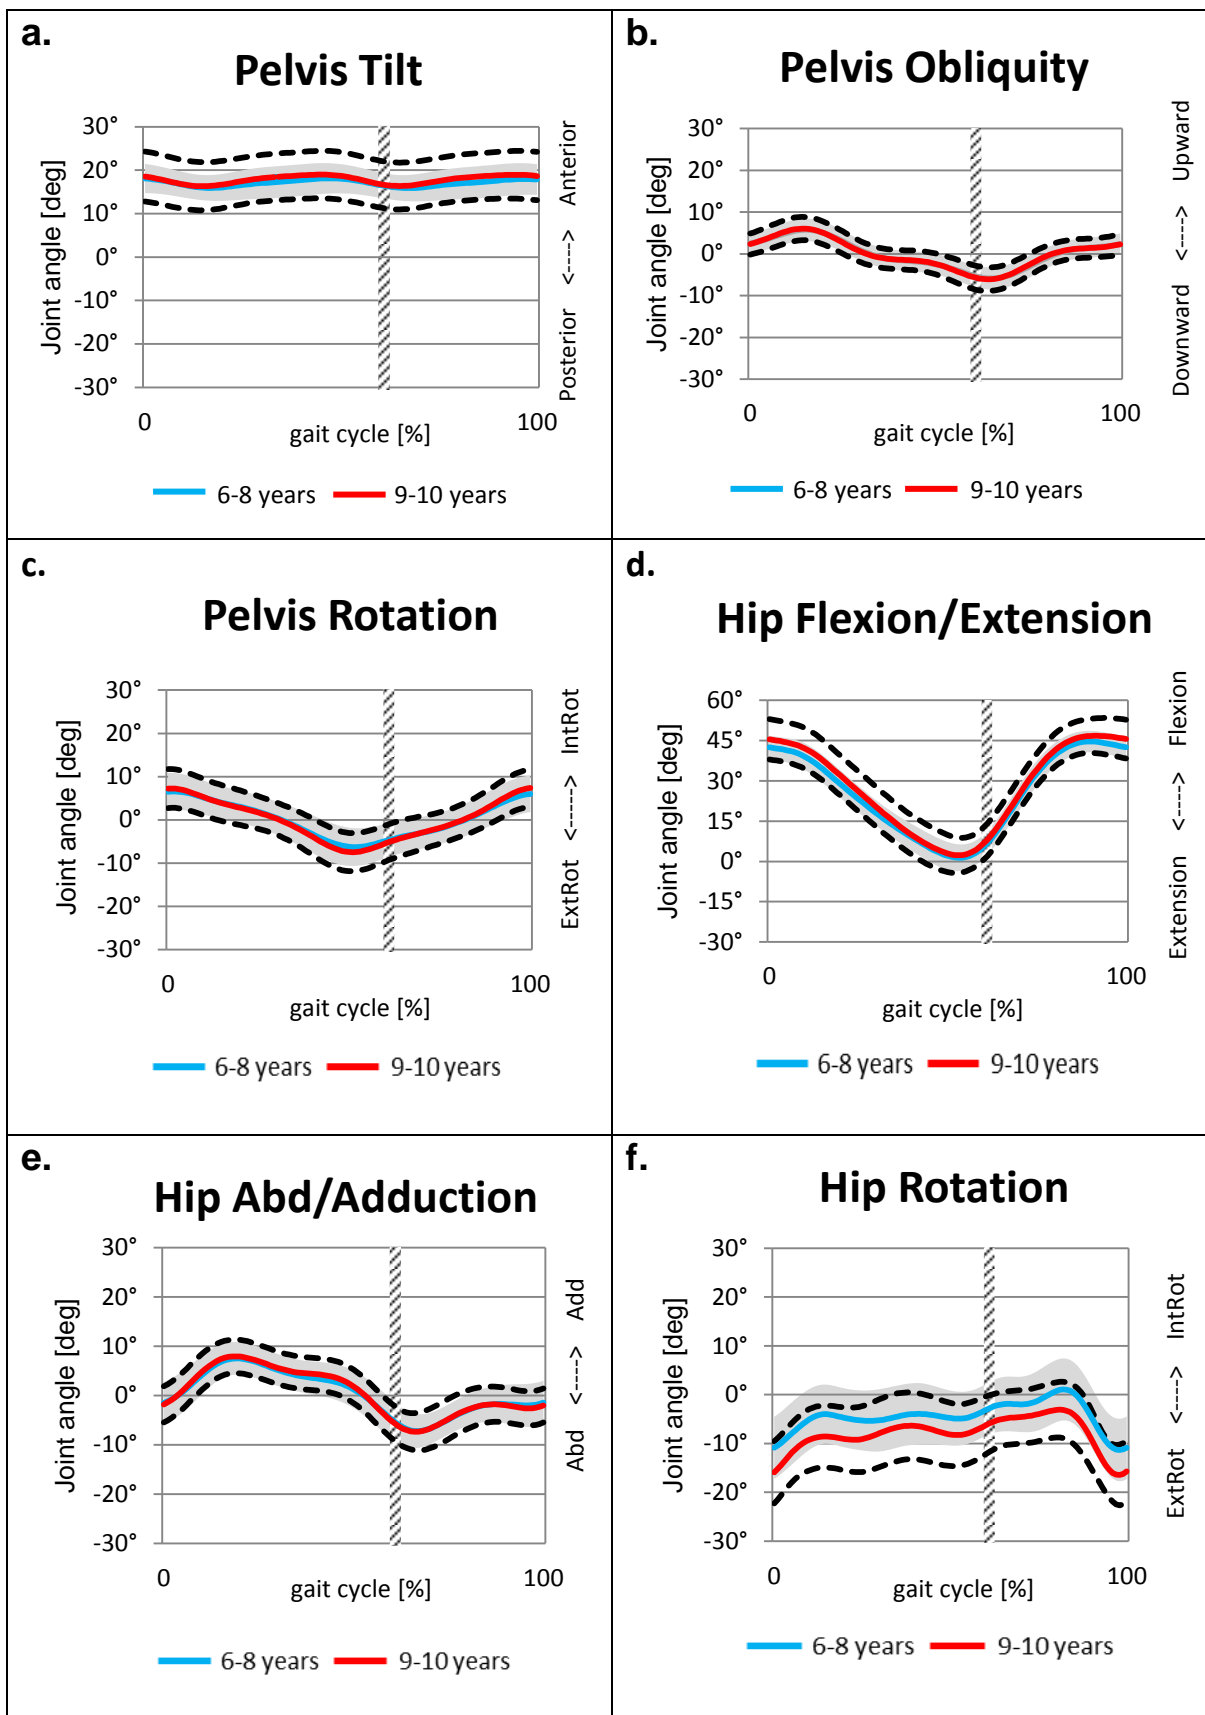 a.
Pelvis Tilt
30°
20°
10°
0°
-10°
-20°
-30°
Joint angle [deg]
Posterior <----> Anterior
0
100
gait cycle [%]
6-8 years
9-10 years
b.
Pelvis Obliquity
30°
20°
10°
0°
-10°
-20°
-30°
Joint angle [deg]
Downward <----> Upward
0
100
gait cycle [%]
6-8 years
9-10 years
c.
Pelvis Rotation
30°
20°
10°
0°
-10°
-20°
-30°
Joint angle [deg]
ExtRot <----> IntRot
0
100
gait cycle [%]
6-8 years
9-10 years
d.
Hip Flexion/Extension
60°
45°
30°
15°
0°
-15°
-30°
Joint angle [deg]
Extension <----> Flexion
0
100
gait cycle [%]
6-8 years
9-10 years
e.
Hip Abd/Adduction
30°
20°
10°
0°
-10°
-20°
-30°
Joint angle [deg]
Abd <----> Add
0
100
gait cycle [%]
6-8 years
9-10 years
f.
Hip Rotation
30°
20°
10°
0°
-10°
-20°
-30°
Joint angle [deg]
ExtRot <----> IntRot
0
100
gait cycle [%]
6-8 years
9-10 years